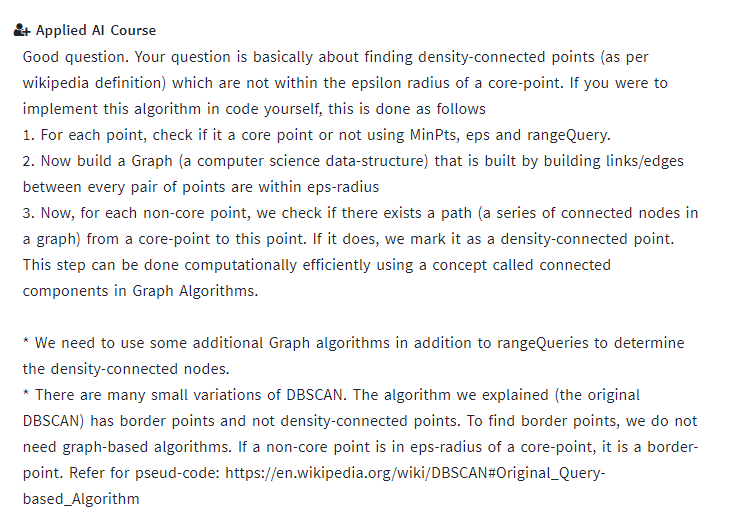 Applied AI Course
Good question. Your question is basically about finding density-connected points (as per
wikipedia definition) which are not within the epsilon radius of a core-point. If you were to
implement this algorithm in code yourself, this is done as follows
1. For each point, check if it a core point or not using MinPts, eps and rangeQuery.
2. Now build a Graph (a computer science data-structure) that is built by building links/edges
between every pair of points are within eps-radius
3. Now, for each non-core point, we check if there exists a path (a series of connected nodes in
a graph) from a core-point to this point. If it does, we mark it as a density-connected point.
This step can be done computationally efficiently using a concept called connected
components in Graph Algorithms.
* We need to use some additional Graph algorithms in addition to rangeQueries to determine
the density-connected nodes.
* There are many small variations of DBSCAN. The algorithm we explained (the original
DBSCAN) has border points and not density-connected points. To find border points, we do not
need graph-based algorithms. If a non-core point is in eps-radius of a core-point, it is a border-
point. Refer for pseud-code: https://en.wikipedia.org/wiki/DBSCAN#Original_Query-
based_Algorithm